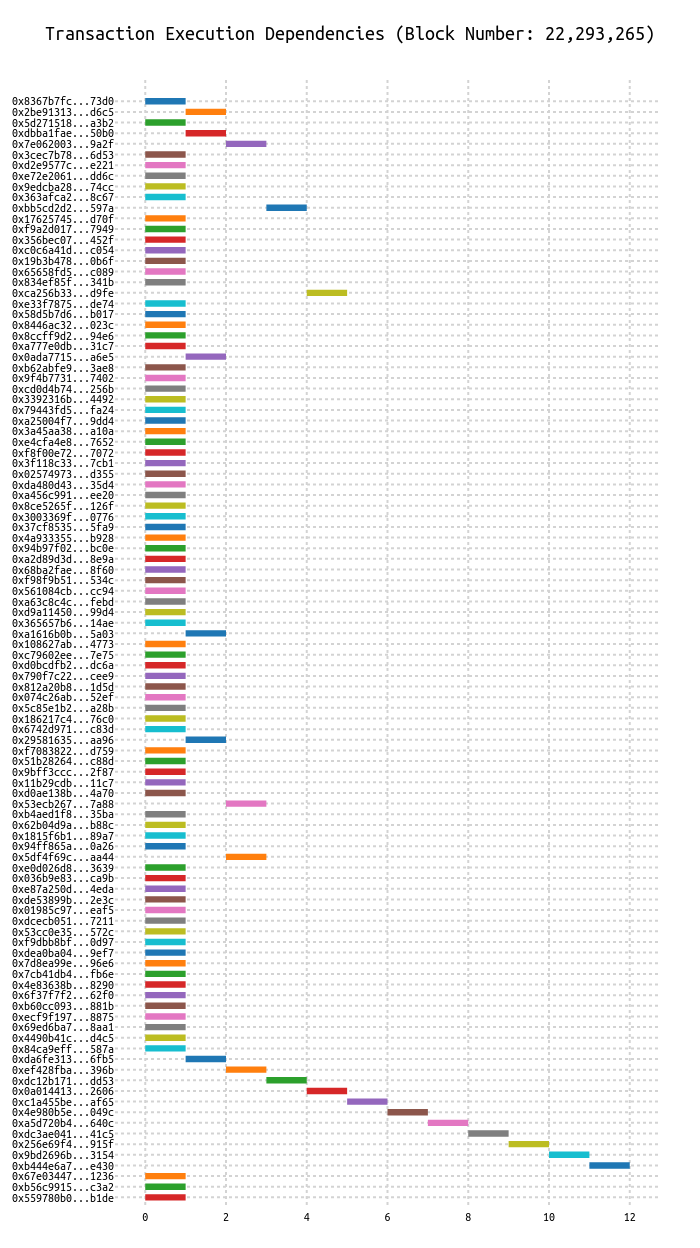 Transaction Execution Dependencies (Block Number: 22,293,265)
0x8367b7fc...73d0
0x2be91313...d6c5
0x5d271518...a3b2
0xdbba1fae...50b0
0x7e062003...9a2f
0x3cec7b78...6d53
0xd2e9577c...e221
0xe72e2061...dd6c
0x9edcba28...74cc
0x363afca2...8c67
0xbb5cd2d2...597a
0x17625745...d70f
0xf9a2d017...7949
0x356bec07...452f
0xc0c6a41d...c054
0x19b3b478...0b6f
0x65658fd5...c089
0x834ef85f...341b
0xca256b33...d9fe
0xe33f7875...de74
0x58d5b7d6...b017
0x8446ac32...023c
0x8ccff9d2...94e6
0xa777e0db...31c7
0x0ada7715...a6e5
0xb62abfe9...3ae8
0x9f4b7731...7402
0xcd0d4b74...256b
0x3392316b...4492
0x79443fd5...fa24
0xa25004f7...9dd4
0x3a45aa38...a10a
0xe4cfa4e8...7652
0xf8f00e72...7072
0x3f118c33...7cb1
0x02574973...d355
0xda480d43...35d4
0xa456c991...ee20
0x8ce5265f...126f
0x3003369f...0776
0x37cf8535...5fa9
0x4a933355...b928
0x94b97f02...bc0e
0xa2d89d3d...8e9a
0x68ba2fae...8f60
0xf98f9b51...534c
0x561084cb...cc94
0xa63c8c4c...febd
0xd9a11450...99d4
0x365657b6...14ae
0xa1616b0b...5a03
0x108627ab...4773
0xc79602ee...7e75
0xd0bcdfb2...dc6a
0x790f7c22...cee9
0x812a20b8...1d5d
0x074c26ab...52ef
0x5c85e1b2...a28b
0x186217c4...76c0
0x6742d971...c83d
0x29581635...aa96
0xf7083822...d759
0x51b28264...c88d
0x9bff3ccc...2f87
0x11b29cdb...11c7
0xd0ae138b...4a70
0x53ecb267...7a88
0xb4aed1f8...35ba
0x62b04d9a...b88c
0x1815f6b1...89a7
0x94ff865a...0a26
0x5df4f69c...aa44
0xe0d026d8...3639
0x036b9e83...ca9b
0xe87a250d...4eda
0xde53899b...2e3c
0x01985c97...eaf5
0xdcecb051...7211
0x53cc0e35...572c
0xf9dbb8bf...0d97
0xdea0ba04...9ef7
0x7d8ea99e...96e6
0x7cb41db4...fb6e
0x4e83638b...8290
0x6f37f7f2...62f0
0xb60cc093...881b
0xecf9f197...8875
0x69ed6ba7...8aa1
0x4490b41c...d4c5
0x84ca9eff...587a
0xda6fe313...6fb5
0xef428fba...396b
0xdc12b171...dd53
0x0a014413...2606
0xc1a455be...af65
0x4e980b5e...049c
0xa5d720b4...640c
0xdc3ae041...41c5
0x256e69f4...915f
0x9bd2696b...3154
0xb444e6a7...e430
0x67e03447...1236
0xb56c9915...c3a2
0x559780b0...b1de
0 2 4 6 8 10 12